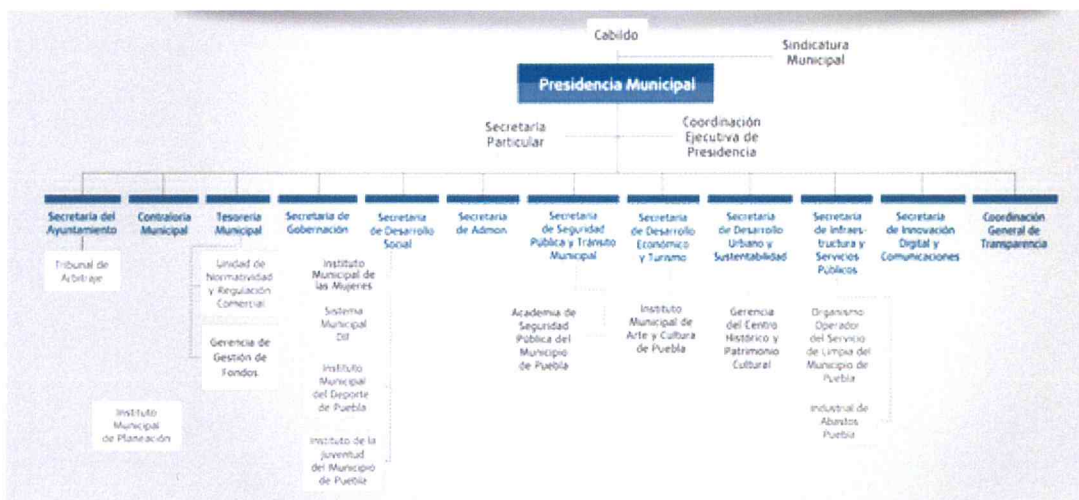 Cabildo
Sindicatura
Municipal
Presidencia Municipal
Secretaría
Particular
Coordinación
Ejecutiva de
Presidencia
Secretaría del
Ayuntamiento
Contraloría
Municipal
Tesorería
Municipal
Secretaría de
Gobernación
Secretaría
de Desarrollo
Social
Secretaría
de Admon
Secretaría
de Seguridad
Pública y Tránsito
Municipal
Secretaría
de Desarrollo
Económico
y Turismo
Secretaría
de Desarrollo
Urbano y
Sustentabilidad
Secretaría
de Infraes-
tructura y
Servicios
Públicos
Secretaría
de Innovación
Digital y
Comunicaciones
Coordinación
General de
Transparencia
Tribunal de
Arbitraje
Unidad de
Normatividad
y Regulación
Comercial
Gerencia de
Gestión de
Fondos
Instituto
Municipal
de Planeación
Instituto
Municipal de
las Mujeres
Sistema
Municipal
DIF
Instituto
Municipal
del Deporte
de Puebla
Instituto de la
Juventud
del Municipio
de Puebla
Academia de
Seguridad
Pública del
Municipio
de Puebla
Instituto
Municipal de
Arte y Cultura
de Puebla
Gerencia
del Centro
Histórico y
Patrimonio
Cultural
Organismo
Operador
del Servicio
de Limpia del
Municipio de
Puebla
Industrial de
Abastos
Puebla